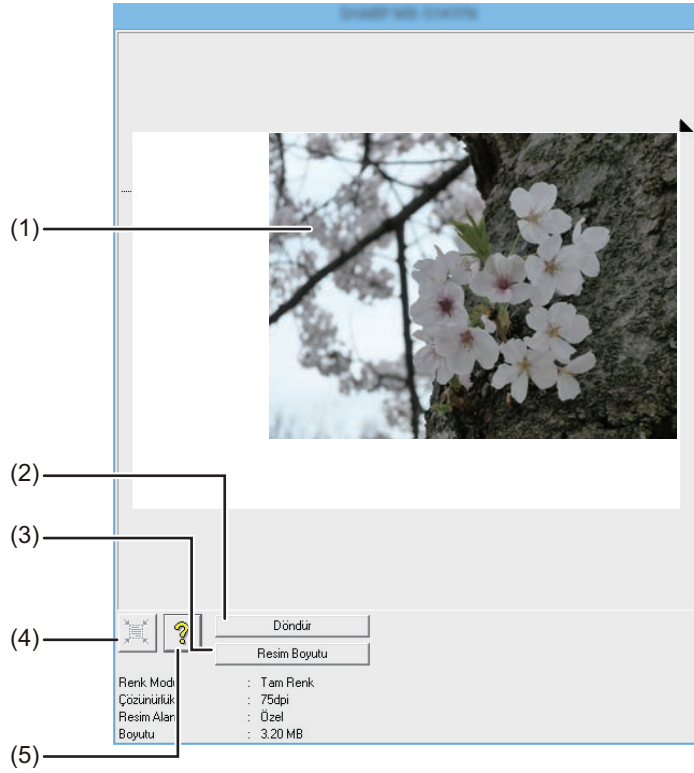 (1)
(2)
(3)
(4)
(5)
Döndür
Resim Boyutu
Renk Modu : Tam Renk
Çözünürlük : 75dpi
Resim Alan : Özel
Boyutu : 3.20 MB